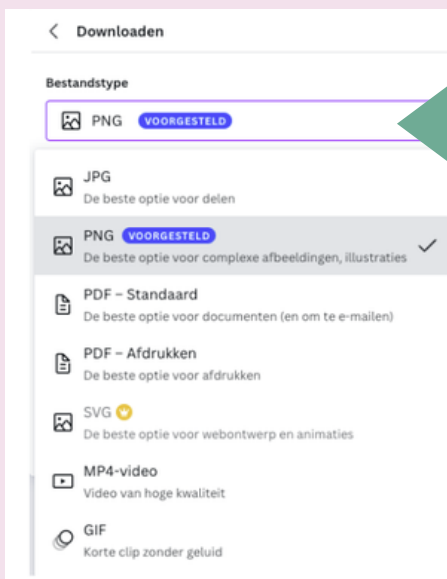 Downloaden
Bestandstype
PNG VOORGESTELD
JPG
De beste optie voor delen
PNG VOORGESTELD
De beste optie voor complexe afbeeldingen, illustraties
PDF – Standaard
De beste optie voor documenten (en om te e-mailen)
PDF – Afdrukken
De beste optie voor afdrukken
SVG
De beste optie voor webontwerp en animaties
MP4-video
Video van hoge kwaliteit
GIF
Korte clip zonder geluid